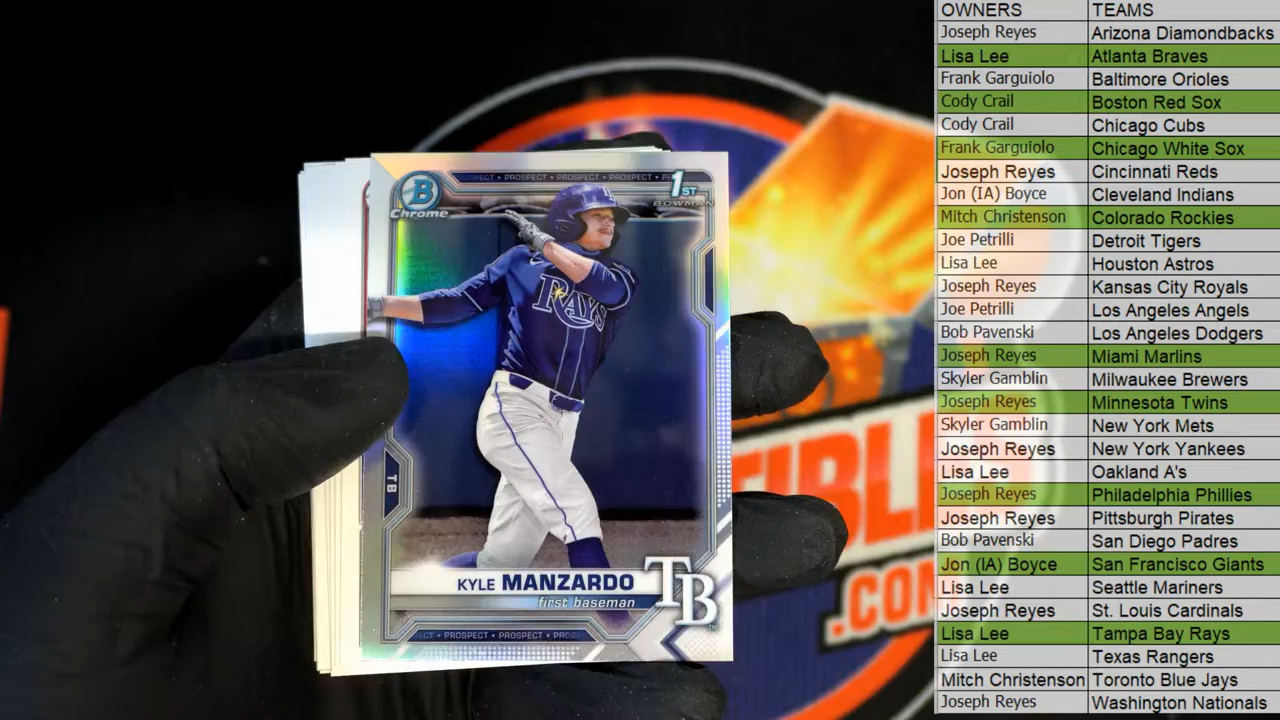 OWNERS TEAMS
Joseph Reyes Arizona Diamondbacks
Lisa Lee Atlanta Braves
Frank Garguiolo Baltimore Orioles
Cody Crail Boston Red Sox
Cody Crail Chicago Cubs
Frank Garguiolo Chicago White Sox
Joseph Reyes Cincinnati Reds
Jon (IA) Boyce Cleveland Indians
Mitch Christenson Colorado Rockies
Joe Petrilli Detroit Tigers
Lisa Lee Houston Astros
Joseph Reyes Kansas City Royals
Joe Petrilli Los Angeles Angels
Bob Pavenski Los Angeles Dodgers
Joseph Reyes Miami Marlins
Skyler Gamblin Milwaukee Brewers
Joseph Reyes Minnesota Twins
Skyler Gamblin New York Mets
Joseph Reyes New York Yankees
Lisa Lee Oakland A's
Joseph Reyes Philadelphia Phillies
Joseph Reyes Pittsburgh Pirates
Bob Pavenski San Diego Padres
Jon (IA) Boyce San Francisco Giants
Lisa Lee Seattle Mariners
Joseph Reyes St. Louis Cardinals
Lisa Lee Tampa Bay Rays
Lisa Lee Texas Rangers
Mitch Christenson Toronto Blue Jays
Joseph Reyes Washington Nationals
PROSPECT • PROSPECT • PROSPECT • PROSPECT
B
Chrome
1ST
BOWMAN
RAYS
TB
KYLE MANZARDO
first baseman
TB
PROSPECT • PROSPECT
.COM